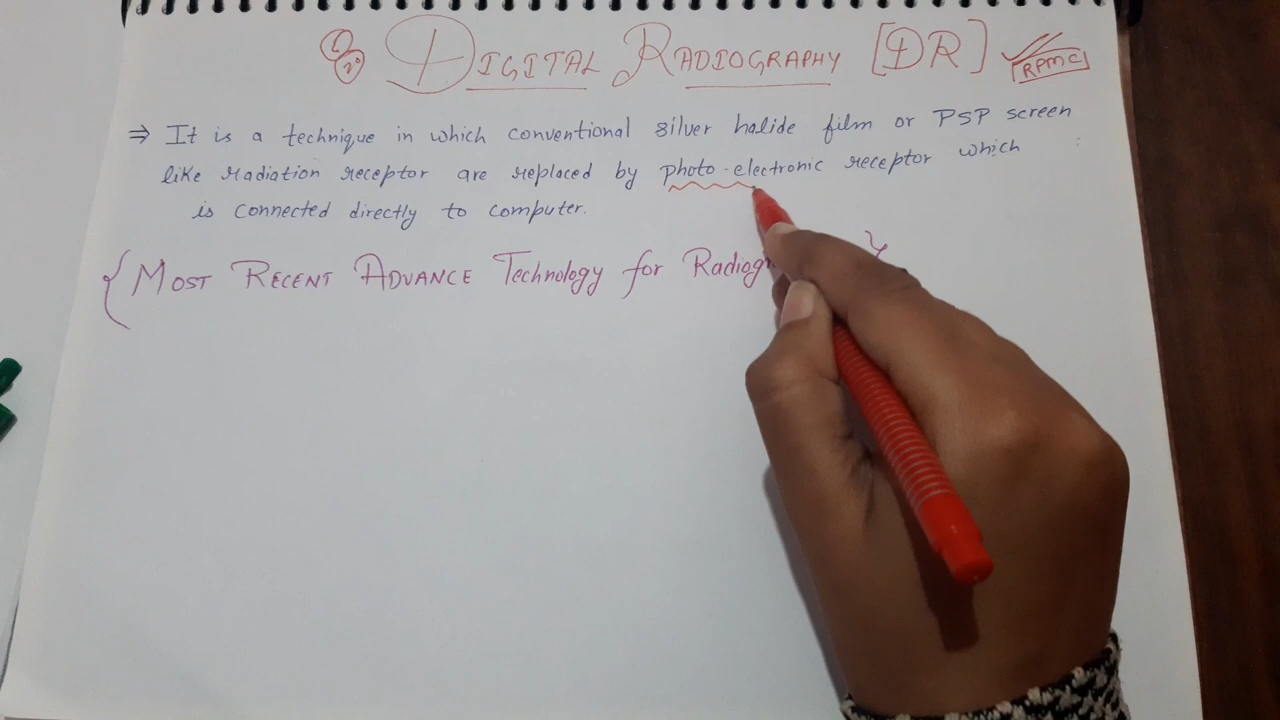 DIGITAL RADIOGRAPHY [DR] RPMC
⇒ It is a technique in which conventional silver halide film or PSP screen
like radiation receptor are replaced by photo-electronic receptor which
is connected directly to computer.
{ MOST RECENT ADVANCE Technology for }